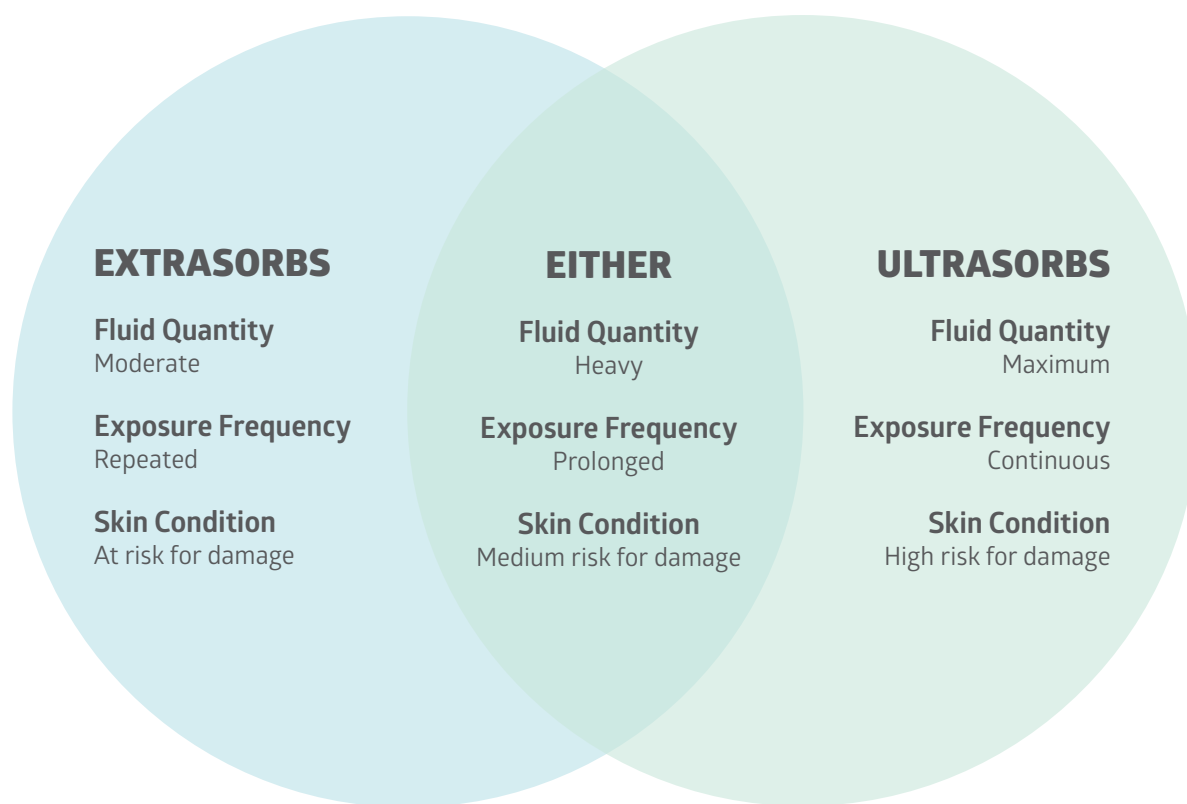 EXTRASORBS
Fluid Quantity
Moderate
Exposure Frequency
Repeated
Skin Condition
At risk for damage
EITHER
Fluid Quantity
Heavy
Exposure Frequency
Prolonged
Skin Condition
Medium risk for damage
ULTRASORBS
Fluid Quantity
Maximum
Exposure Frequency
Continuous
Skin Condition
High risk for damage